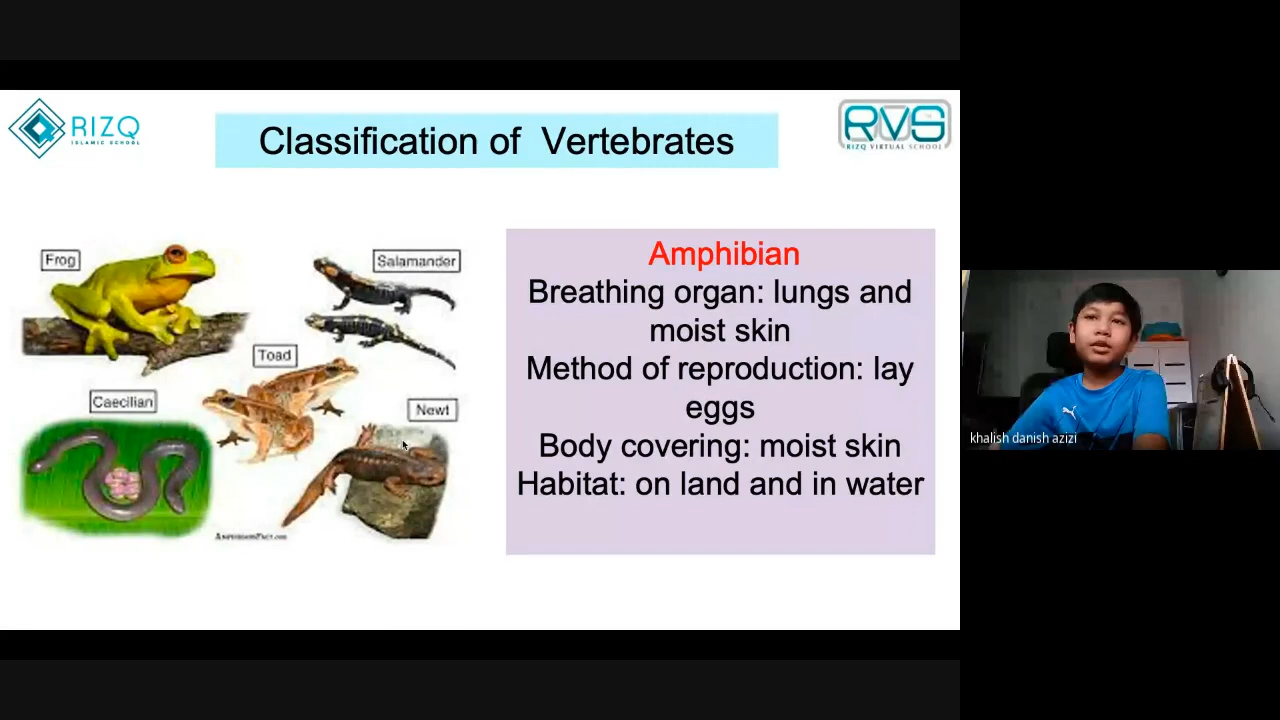 RIZQ
ISLAMIC SCHOOL
Classification of Vertebrates
RVS
RIZQ VIRTUAL SCHOOL
Frog
Salamander
Toad
Caecilian
Newt
AMPHIBIANFACT.COM
Amphibian
Breathing organ: lungs and
moist skin
Method of reproduction: lay
eggs
Body covering: moist skin
Habitat: on land and in water
khalish danish azizi